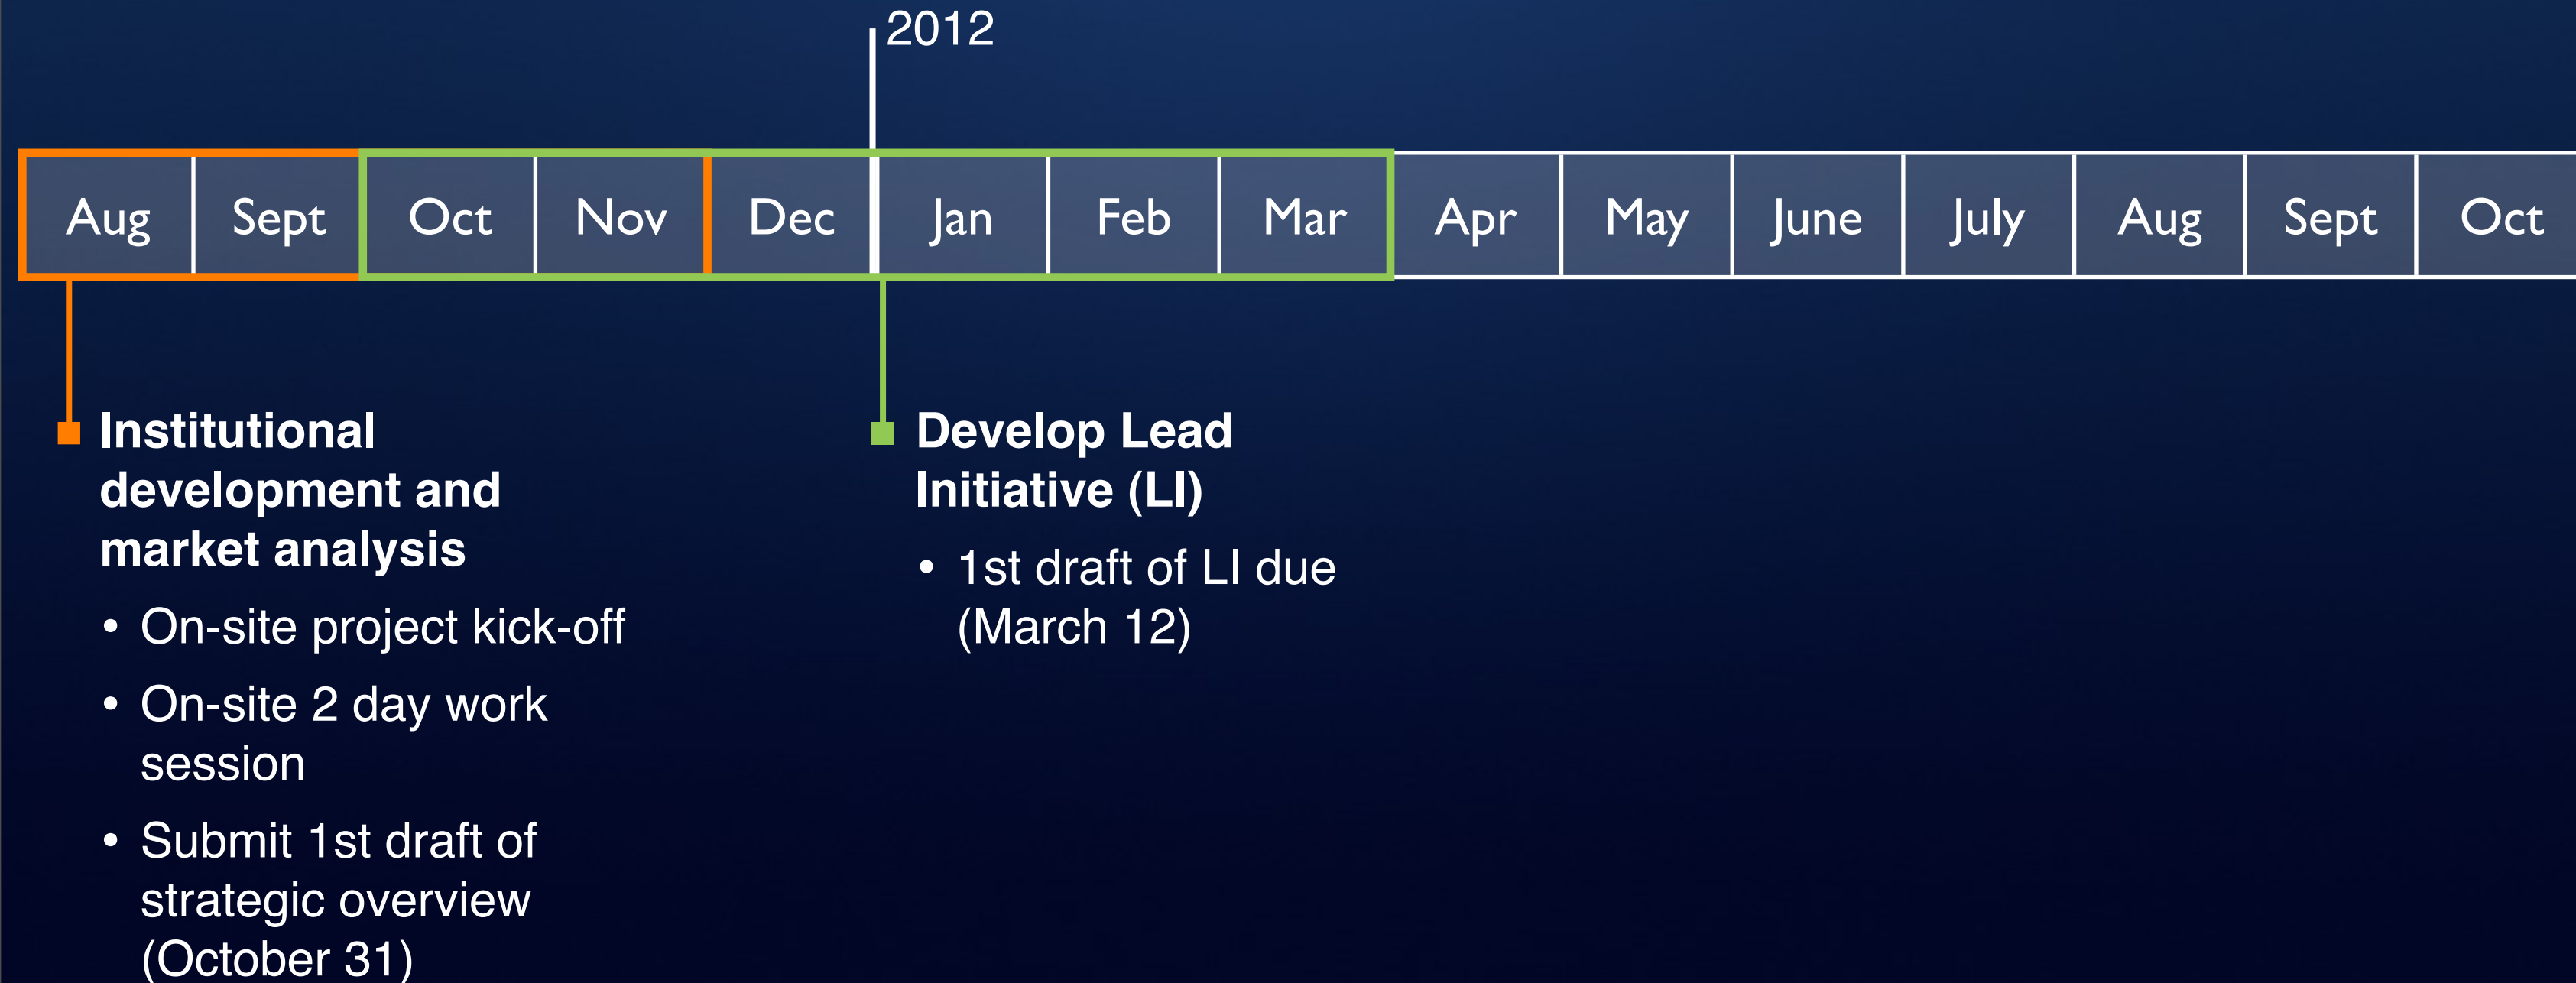 2012
Aug Sept Oct Nov Dec Jan Feb Mar Apr May June July Aug Sept Oct
Institutional
development and
market analysis
• On-site project kick-off
• On-site 2 day work
session
• Submit 1st draft of
strategic overview
(October 31)
Develop Lead
Initiative (LI)
• 1st draft of LI due
(March 12)